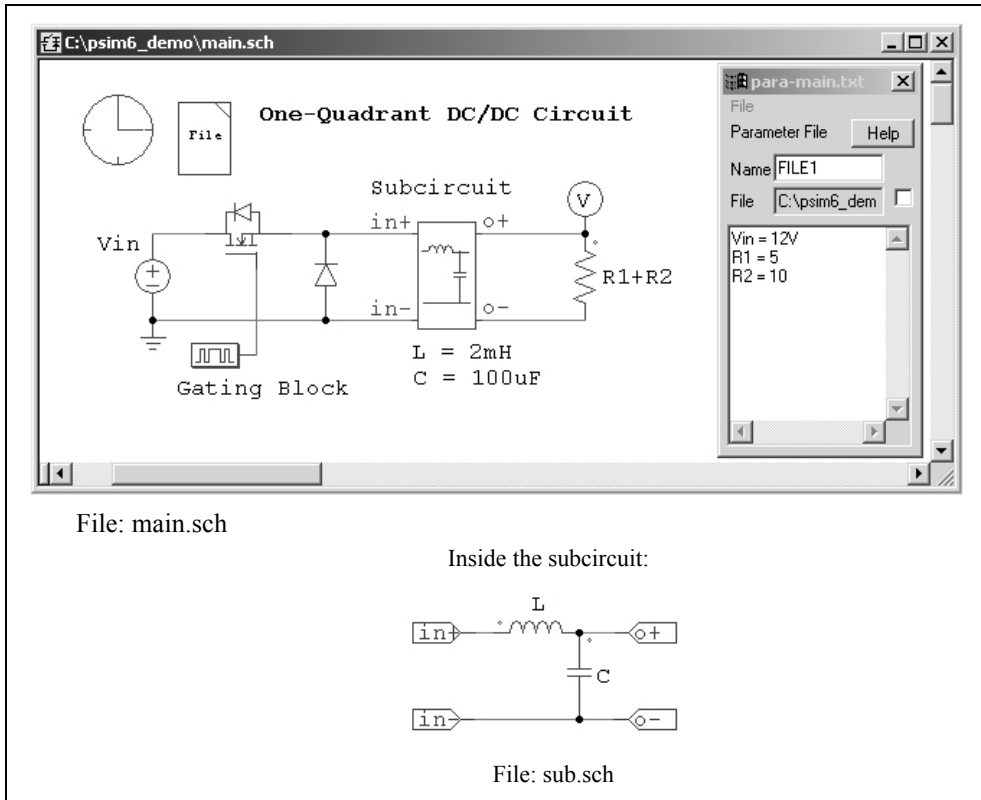 C:\psim6_demo\main.sch
One-Quadrant DC/DC Circuit
File
Subcircuit
in+
o+
V
Vin
R1+R2
in-
o-
L = 2mH
C = 100uF
Gating Block
para-main.txt
File
Parameter File
Help
Name FILE1
File C:\psim6_dem
Vin = 12V
R1 = 5
R2 = 10
File: main.sch
Inside the subcircuit:
L
in+
o+
C
in-
o-
File: sub.sch